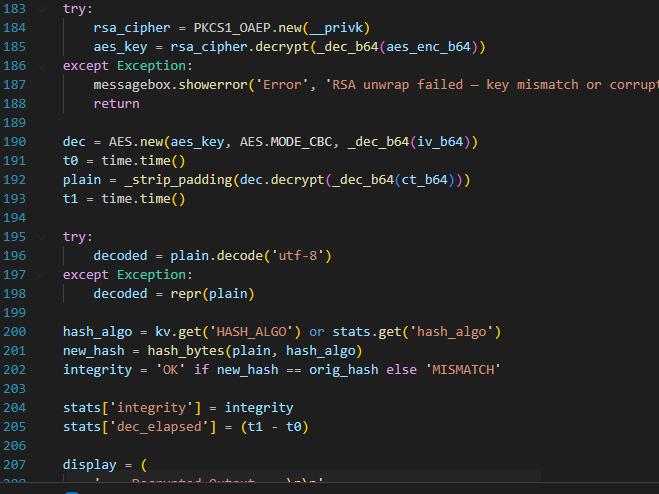 183 try:
184 rsa_cipher = PKCS1_OAEP.new(__privk)
185 aes_key = rsa_cipher.decrypt(_dec_b64(aes_enc_b64))
186 except Exception:
187 messagebox.showerror('Error', 'RSA unwrap failed — key mismatch or corrupt
188 return
189
190 dec = AES.new(aes_key, AES.MODE_CBC, _dec_b64(iv_b64))
191 t0 = time.time()
192 plain = _strip_padding(dec.decrypt(_dec_b64(ct_b64)))
193 t1 = time.time()
194
195 try:
196 decoded = plain.decode('utf-8')
197 except Exception:
198 decoded = repr(plain)
199
200 hash_algo = kv.get('HASH_ALGO') or stats.get('hash_algo')
201 new_hash = hash_bytes(plain, hash_algo)
202 integrity = 'OK' if new_hash == orig_hash else 'MISMATCH'
203
204 stats['integrity'] = integrity
205 stats['dec_elapsed'] = (t1 - t0)
206
207 display = (